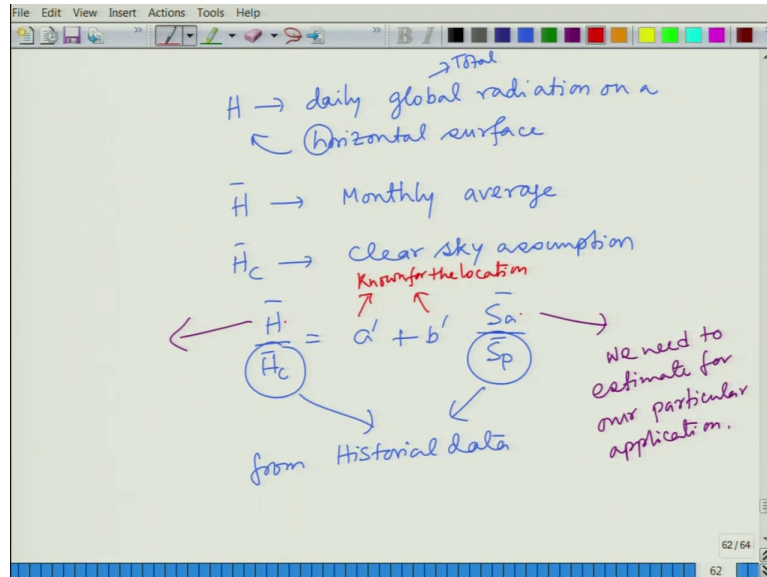 File Edit View Insert Actions Tools Help
» » B I »
→ Total
H → daily global radiation on a
horizontal surface
H̄ → Monthly average
H̄c → Clear sky assumption
Known for the location
H̄ / H̄c = a' + b' S̄a / S̄p
we need to
estimate for
our particular
application.
from Historial data
62/64
62